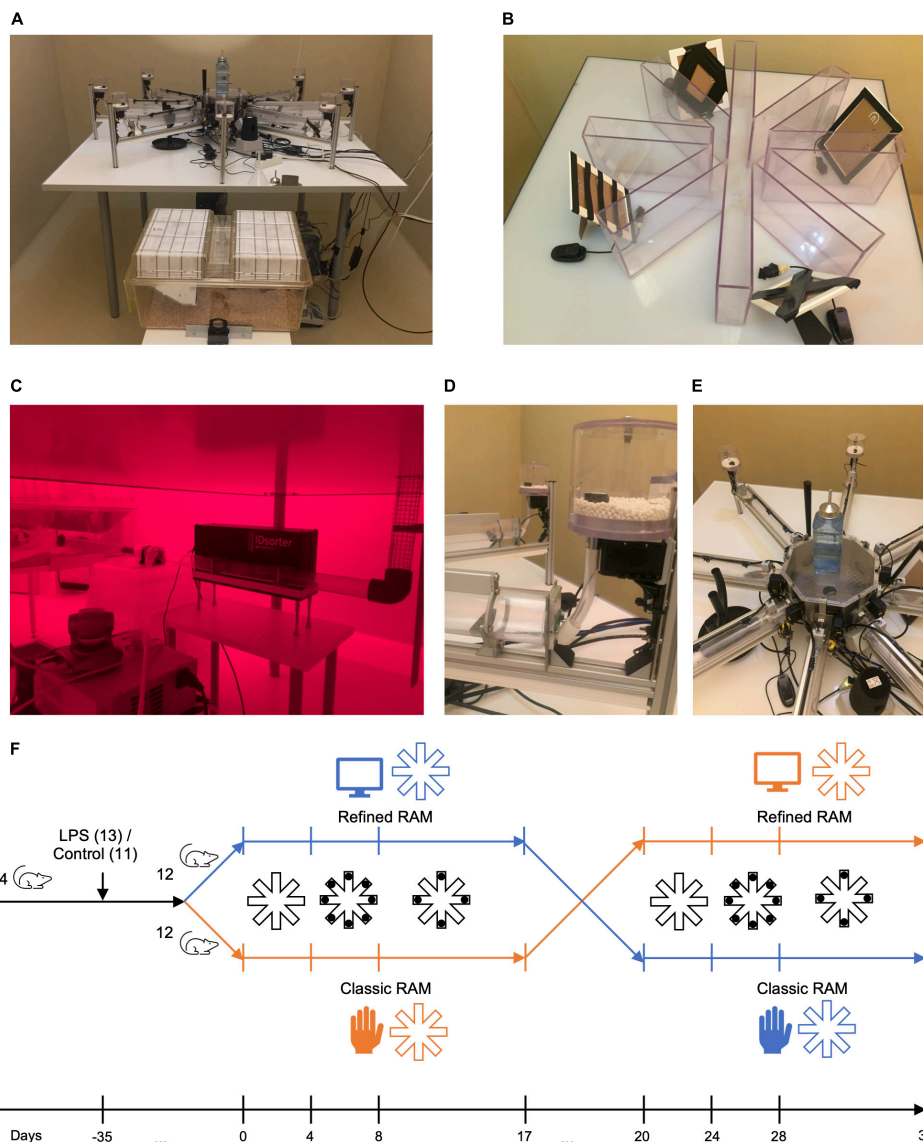 A
B
C
IDsorter
D
E
F
LPS (13) /
Control (11)
4
12
12
Refined RAM
Classic RAM
Refined RAM
Classic RAM
Days -35 ... 0 4 8 17 ... 20 24 28 3